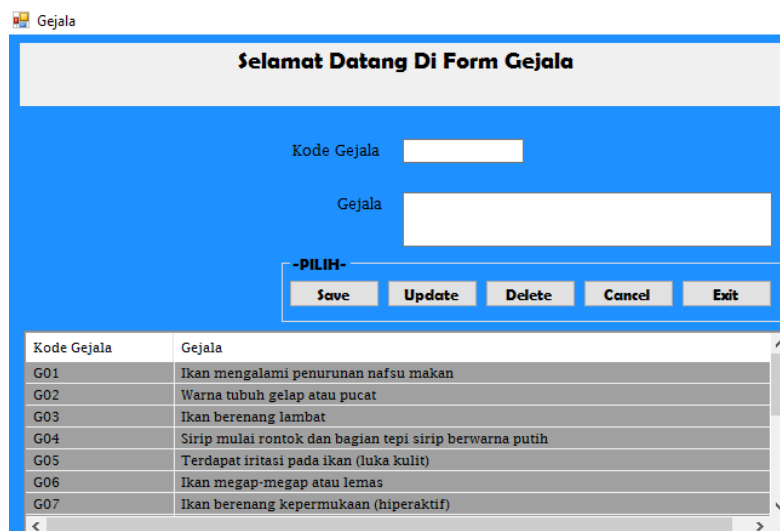 Gejala
Selamat Datang Di Form Gejala
Kode Gejala
Gejala
-PILIH-
Save Update Delete Cancel Exit
Kode Gejala Gejala
G01 Ikan mengalami penurunan nafsu makan
G02 Warna tubuh gelap atau pucat
G03 Ikan berenang lambat
G04 Sirip mulai rontok dan bagian tepi sirip berwarna putih
G05 Terdapat iritasi pada ikan (luka kulit)
G06 Ikan megap-megap atau lemas
G07 Ikan berenang kepermukaan (hiperaktif)